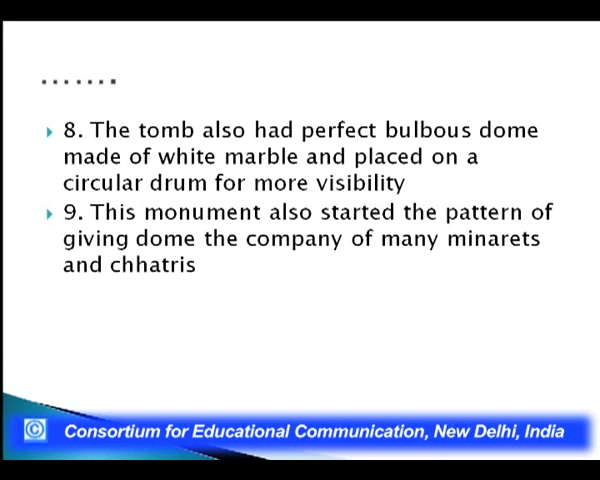 .......
8. The tomb also had perfect bulbous dome
made of white marble and placed on a
circular drum for more visibility
9. This monument also started the pattern of
giving dome the company of many minarets
and chhatris
© Consortium for Educational Communication, New Delhi, India